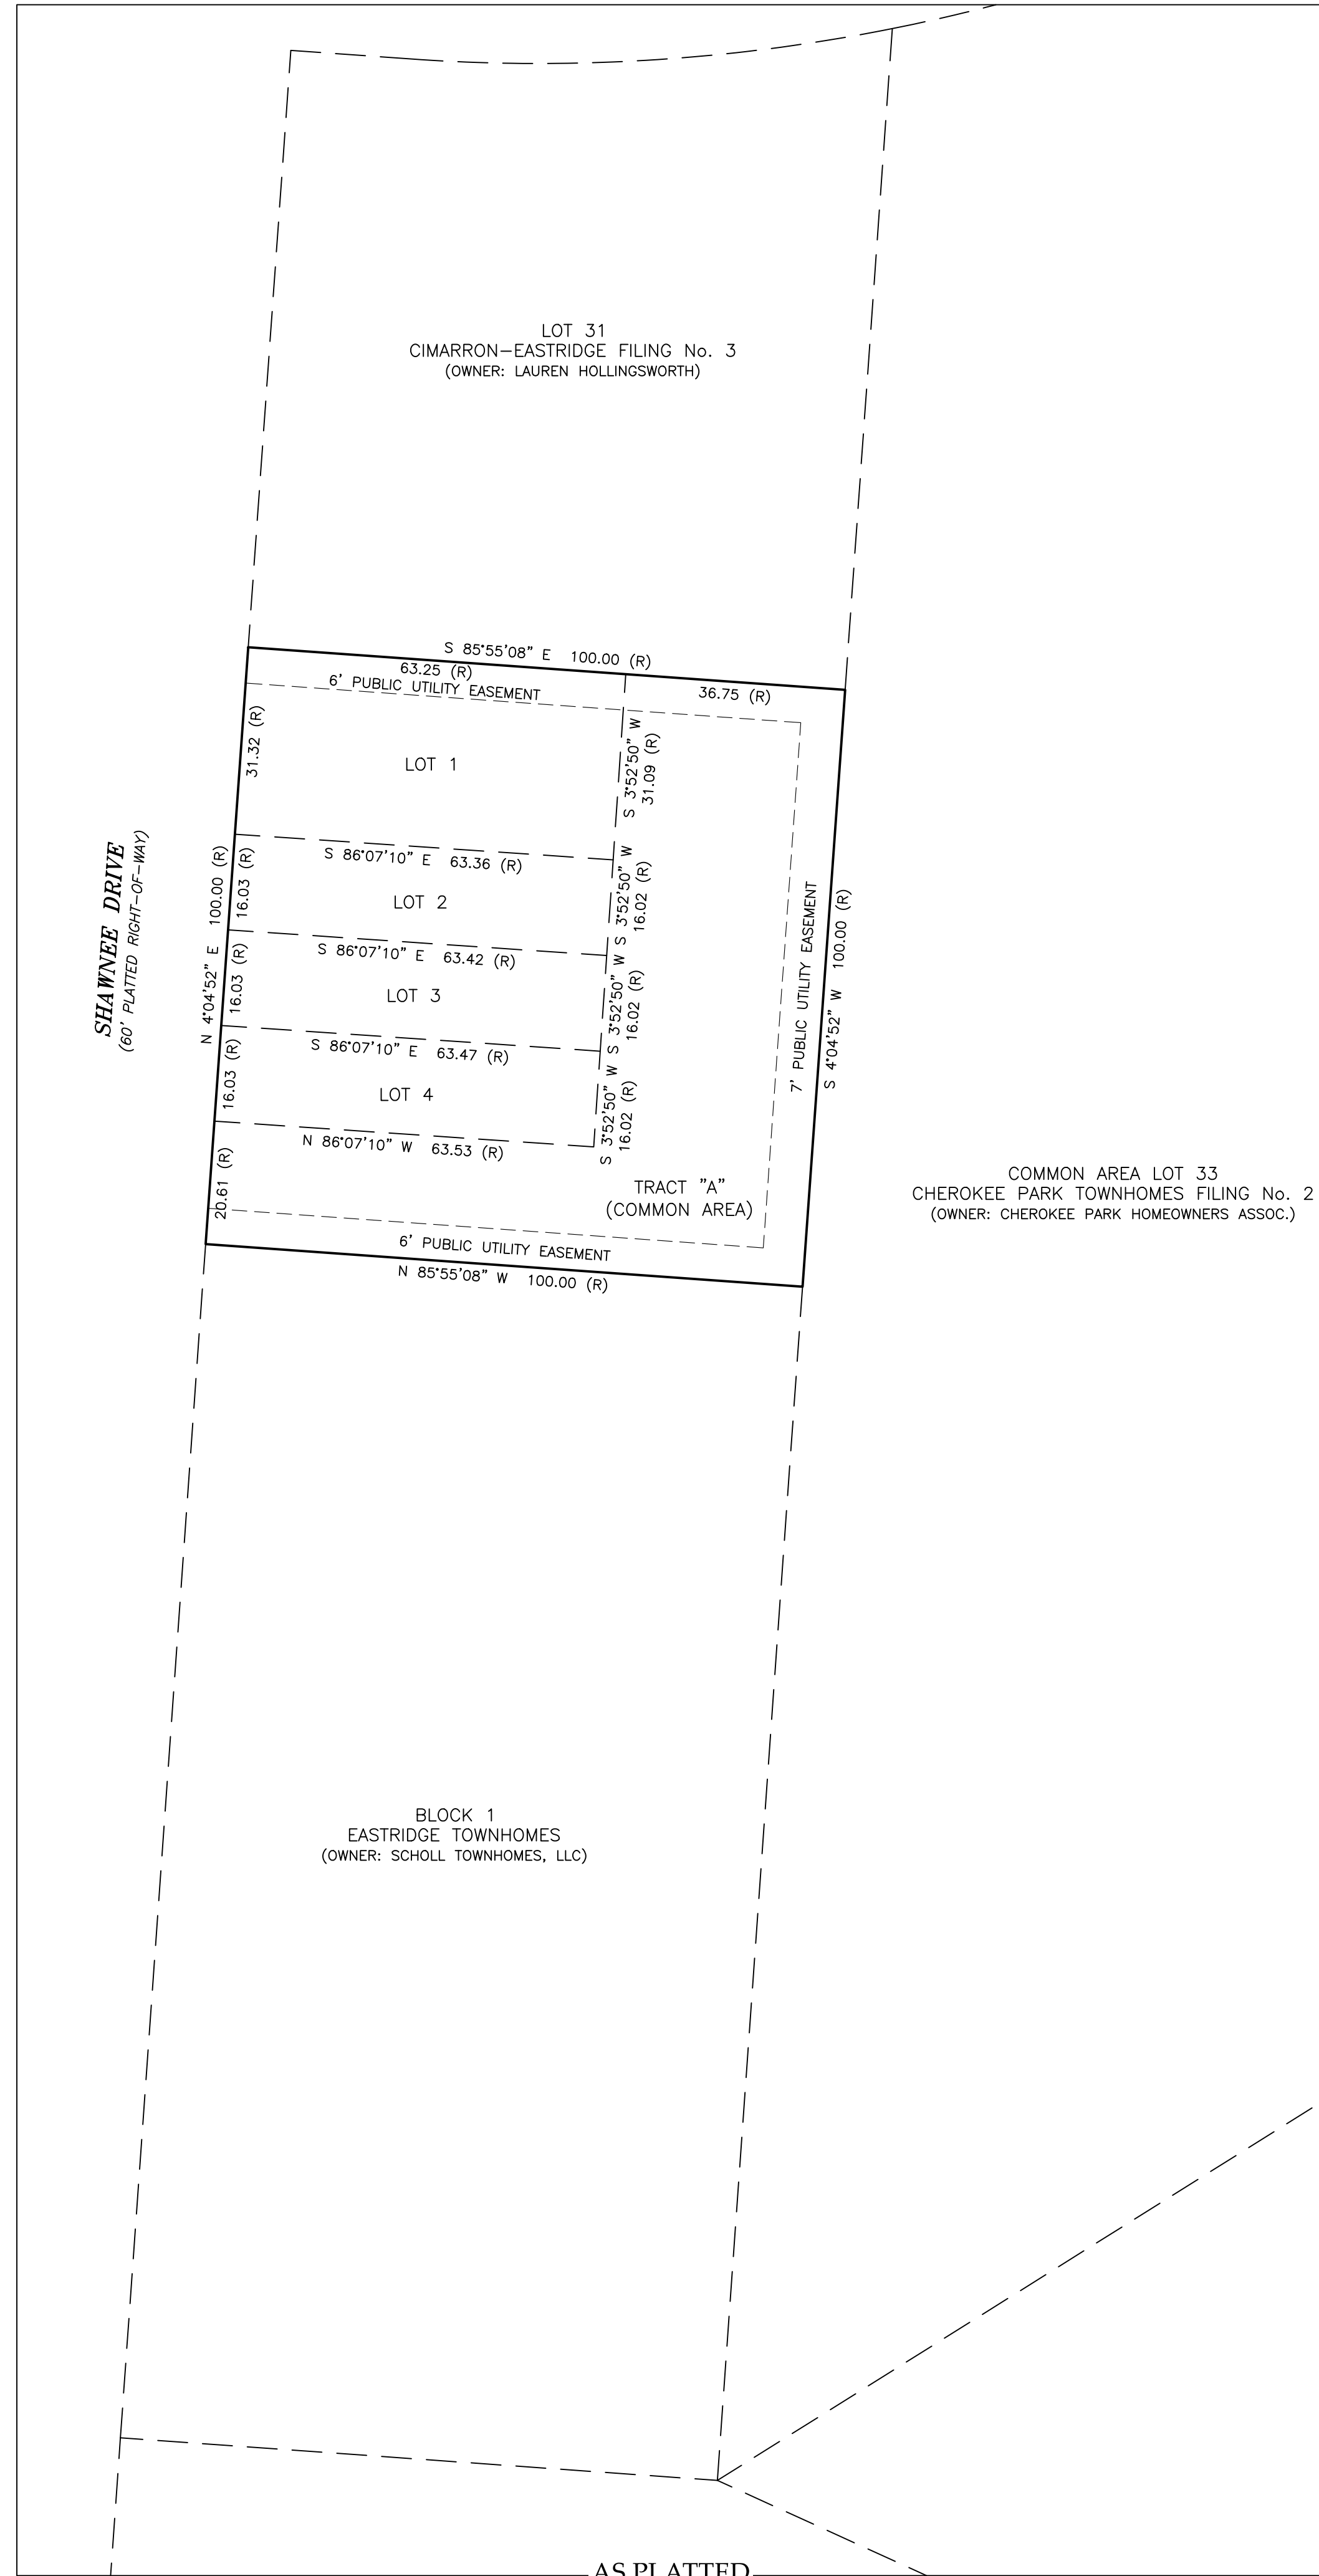 LOT 31
CIMARRON-EASTRIDGE FILING No. 3
(OWNER: LAUREN HOLLINGSWORTH)
S 85°55'08" E 100.00 (R)
63.25 (R)
36.75 (R)
6' PUBLIC UTILITY EASEMENT
31.32 (R)
LOT 1
S 3°52'50" W
31.09 (R)
SHAWNEE DRIVE
(60' PLATTED RIGHT-OF-WAY)
N 4°04'52" E 100.00 (R)
S 86°07'10" E 63.36 (R)
16.03 (R)
LOT 2
S 3°52'50" W
16.02 (R)
S 86°07'10" E 63.42 (R)
16.03 (R)
LOT 3
S 3°52'50" W
16.02 (R)
S 86°07'10" E 63.47 (R)
16.03 (R)
LOT 4
S 3°52'50" W
16.02 (R)
N 86°07'10" W 63.53 (R)
7' PUBLIC UTILITY EASEMENT
S 4°04'52" W 100.00 (R)
20.61 (R)
TRACT "A"
(COMMON AREA)
6' PUBLIC UTILITY EASEMENT
N 85°55'08" W 100.00 (R)
COMMON AREA LOT 33
CHEROKEE PARK TOWNHOMES FILING No. 2
(OWNER: CHEROKEE PARK HOMEOWNERS ASSOC.)
BLOCK 1
EASTRIDGE TOWNHOMES
(OWNER: SCHOLL TOWNHOMES, LLC)
AS PLATTED